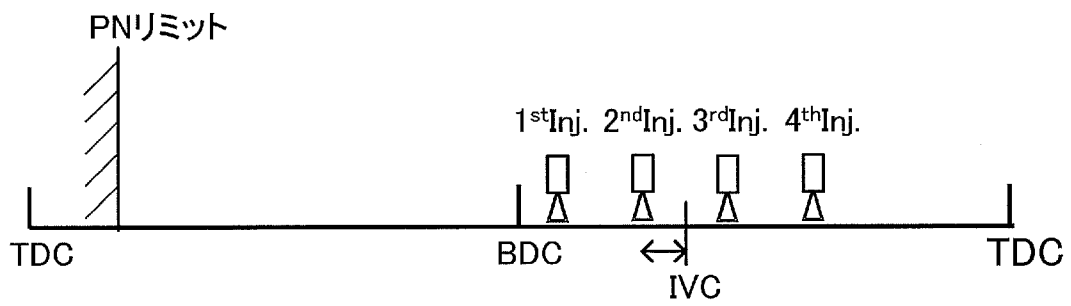 PNリミット
1stInj. 2ndInj. 3rdInj. 4thInj.
TDC
BDC
TDC
IVC